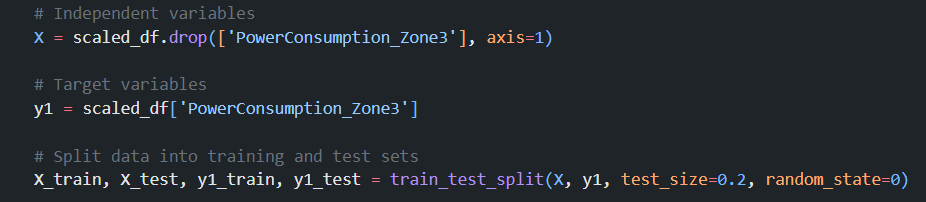 # Independent variables
X = scaled_df.drop(['PowerConsumption_Zone3'], axis=1)
# Target variables
y1 = scaled_df['PowerConsumption_Zone3']
# Split data into training and test sets
X_train, X_test, y1_train, y1_test = train_test_split(X, y1, test_size=0.2, random_state=0)